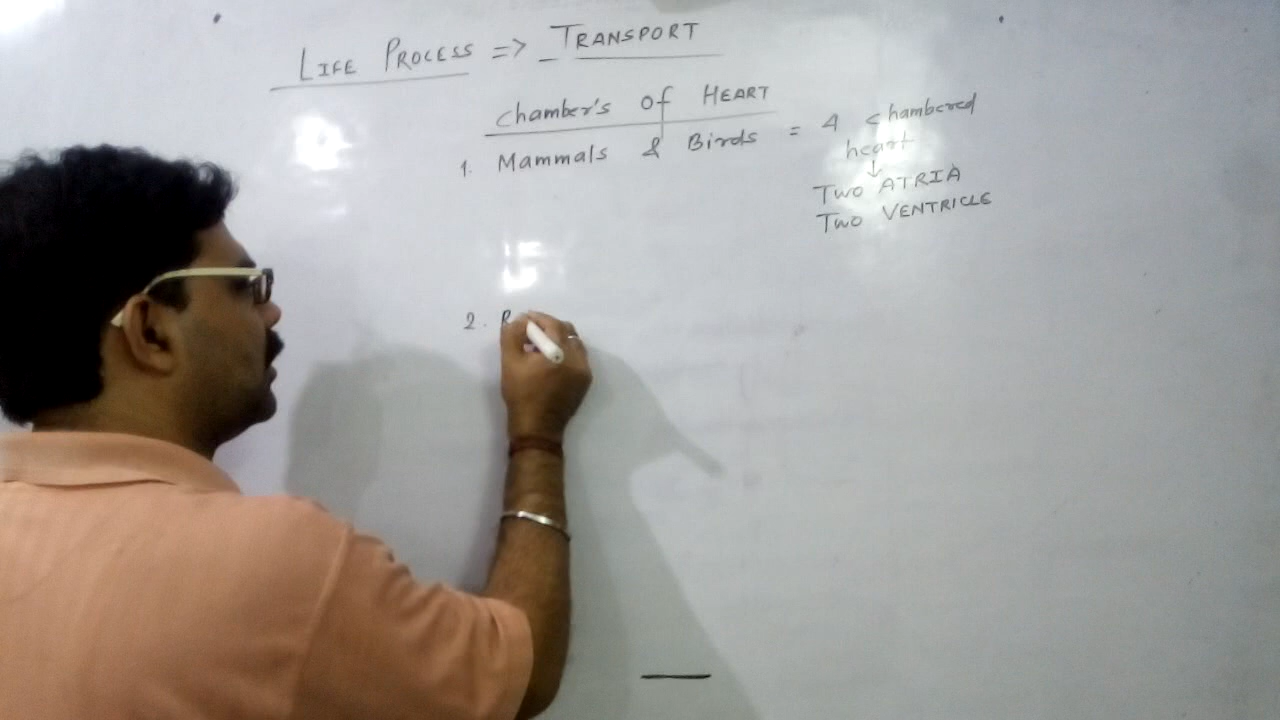 LIFE PROCESS => TRANSPORT
Chamber's of HEART
1. Mammals & Birds = 4 chambered
heart
↓
TWO ATRIA
TWO VENTRICLE
2. R